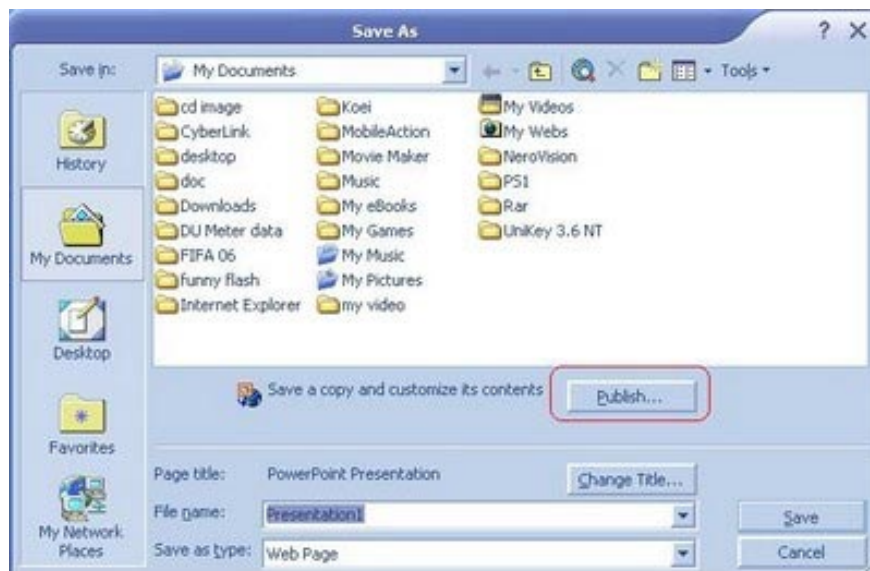 Save As
Save in:
My Documents
Tools
History
My Documents
Desktop
Favorites
My Network
Places
cd image
CyberLink
desktop
doc
Downloads
DU Meter data
FIFA 06
funny flash
Internet Explorer
Koei
MobileAction
Movie Maker
Music
My eBooks
My Games
My Music
My Pictures
my video
My Videos
My Webs
NeroVision
PS1
Rar
UniKey 3.6 NT
Save a copy and customize its contents
Publish...
Page title:
PowerPoint Presentation
Change Title...
File name:
Presentation1
Save
Save as type:
Web Page
Cancel